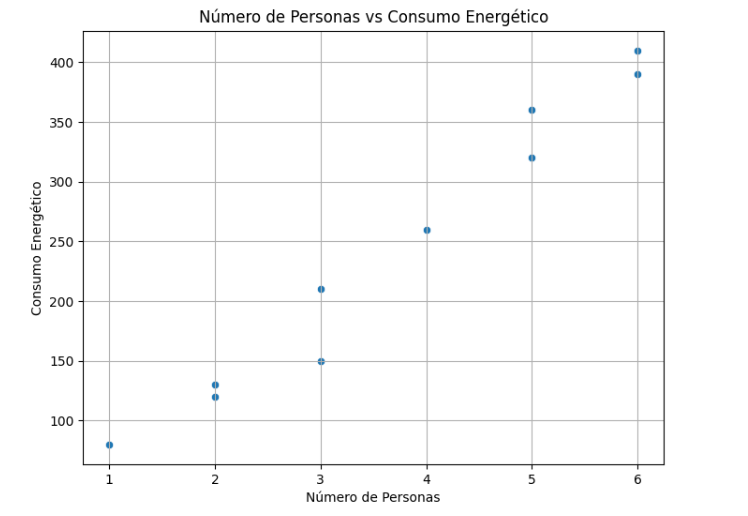 Número de Personas vs Consumo Energético
Consumo Energético
400
350
300
250
200
150
100
1 2 3 4 5 6
Número de Personas